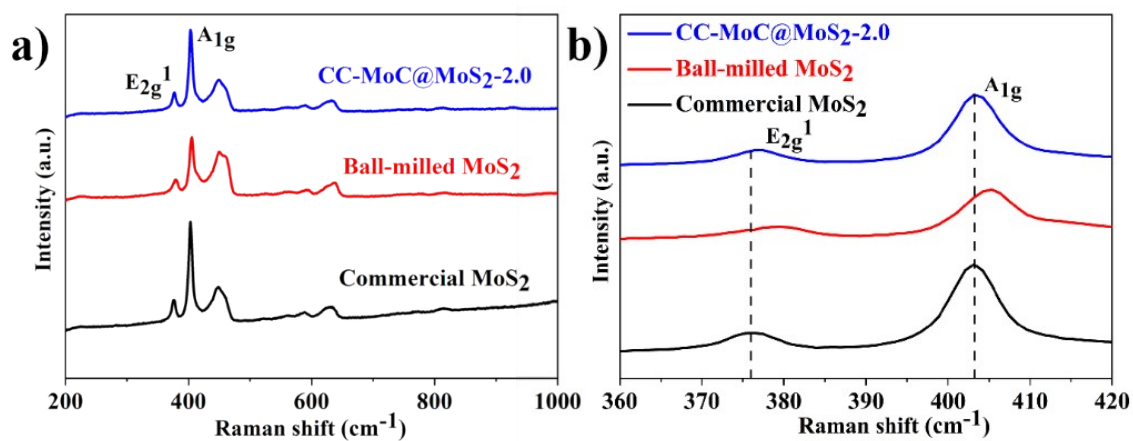 a)
A1g
E2g1
CC-MoC@MoS2-2.0
Ball-milled MoS2
Commercial MoS2
Intensity (a.u.)
200 400 600 800 1000
Raman shift (cm-1)
b)
CC-MoC@MoS2-2.0
Ball-milled MoS2
Commercial MoS2
A1g
E2g1
Intensity (a.u.)
360 370 380 390 400 410 420
Raman shift (cm-1)